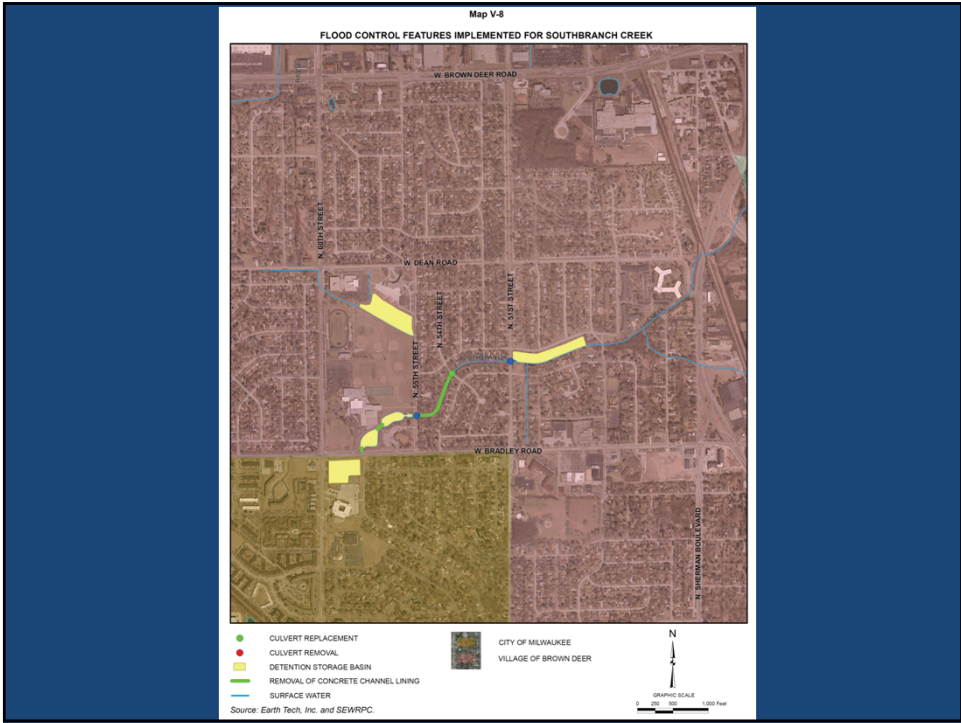 Map V-8
FLOOD CONTROL FEATURES IMPLEMENTED FOR SOUTHBRANCH CREEK
W. BROWN DEER ROAD
N. 60TH STREET
W. DEAN ROAD
N. 54TH STREET
N. 51ST STREET
N. 55TH STREET
W. BRADLEY ROAD
N. SHERMAN BOULEVARD
CULVERT REPLACEMENT
CULVERT REMOVAL
DETENTION STORAGE BASIN
REMOVAL OF CONCRETE CHANNEL LINING
SURFACE WATER
CITY OF MILWAUKEE
VILLAGE OF BROWN DEER
N
GRAPHIC SCALE
0 250 500 1,000 Feet
Source: Earth Tech, Inc. and SEWRPC.